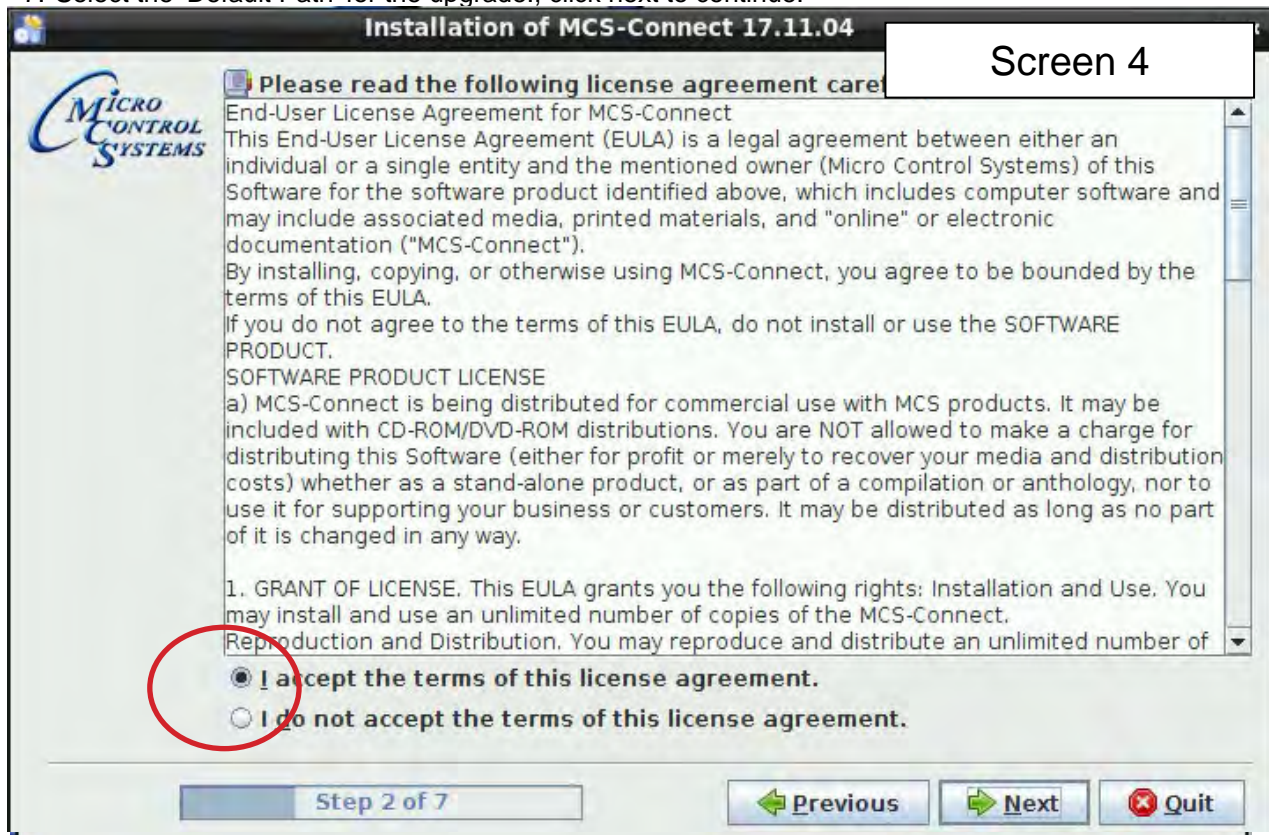 7. Select the 'Default Path' for the upgrader, click next to continue.
Installation of MCS-Connect 17.11.04
Screen 4
MICRO
CONTROL
SYSTEMS
Please read the following license agreement
End-User License Agreement for MCS-Connect
This End-User License Agreement (EULA) is a legal agreement between either an
individual or a single entity and the mentioned owner (Micro Control Systems) of this
Software for the software product identified above, which includes computer software and
may include associated media, printed materials, and "online" or electronic
documentation ("MCS-Connect").
By installing, copying, or otherwise using MCS-Connect, you agree to be bounded by the
terms of this EULA.
If you do not agree to the terms of this EULA, do not install or use the SOFTWARE
PRODUCT.
SOFTWARE PRODUCT LICENSE
a) MCS-Connect is being distributed for commercial use with MCS products. It may be
included with CD-ROM/DVD-ROM distributions. You are NOT allowed to make a charge for
distributing this Software (either for profit or merely to recover your media and distribution
costs) whether as a stand-alone product, or as part of a compilation or anthology, nor to
use it for supporting your business or customers. It may be distributed as long as no part
of it is changed in any way.
1. GRANT OF LICENSE. This EULA grants you the following rights: Installation and Use. You
may install and use an unlimited number of copies of the MCS-Connect.
Reproduction and Distribution. You may reproduce and distribute an unlimited number of
I accept the terms of this license agreement.
I do not accept the terms of this license agreement.
Step 2 of 7
Previous
Next
Quit